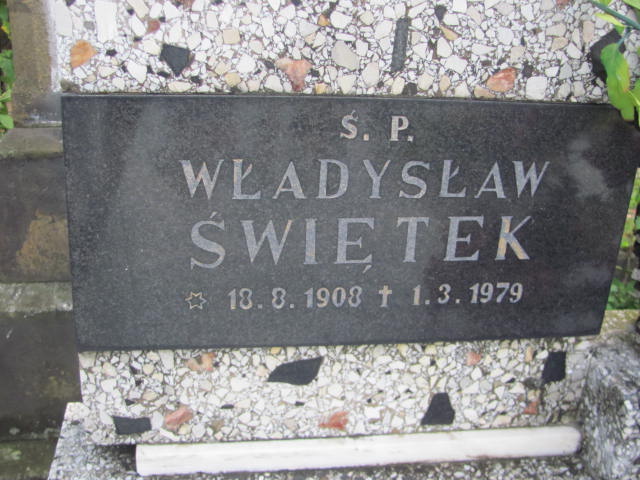 Ś. P.
WŁADYSŁAW
ŚWIĘTEK
* 18.8.1908 † 1.3.1979